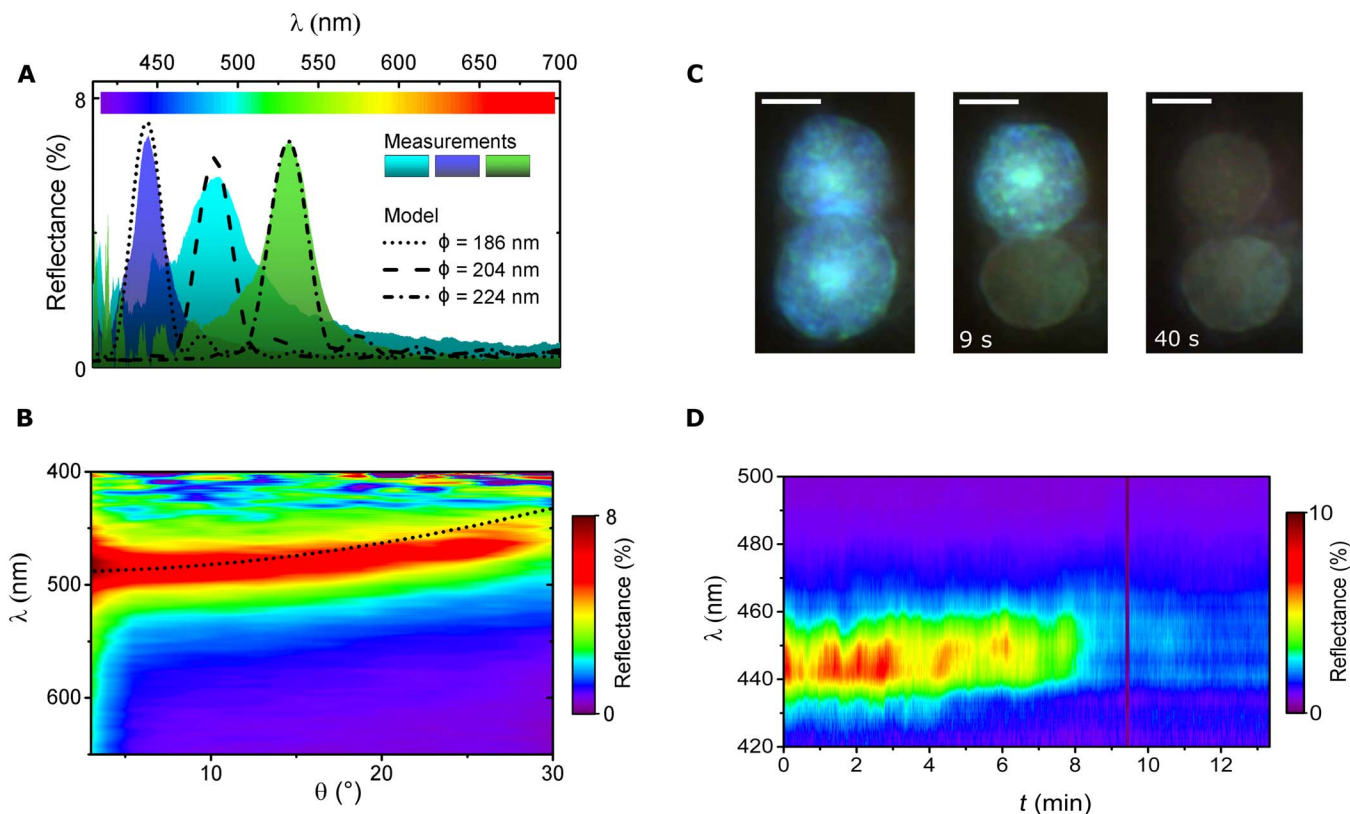 λ (nm)
450 500 550 600 650 700
A
8
Measurements
Model
ϕ = 186 nm
ϕ = 204 nm
ϕ = 224 nm
Reflectance (%)
0
C
9 s
40 s
B
400
500
600
λ (nm)
10 20 30
θ (°)
8
Reflectance (%)
0
D
500
480
460
440
420
λ (nm)
0 2 4 6 8 10 12
t (min)
10
Reflectance (%)
0